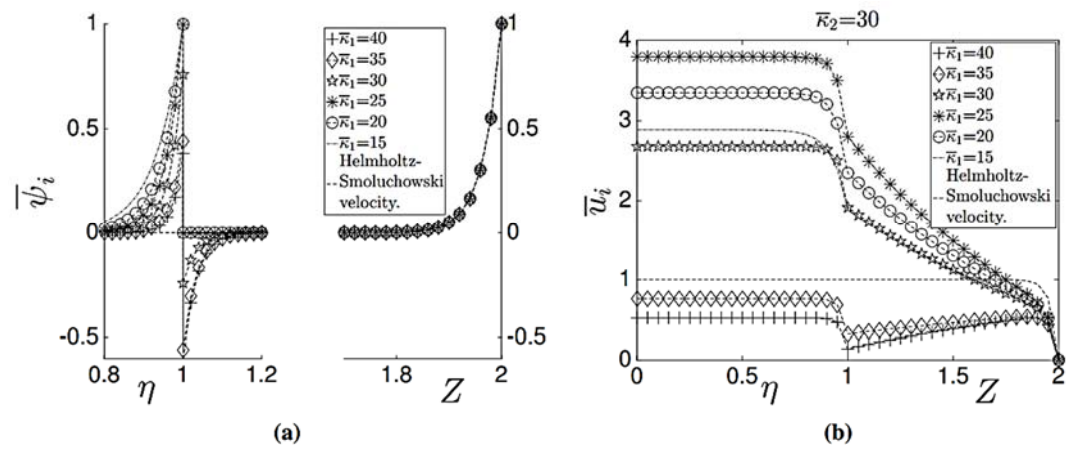 κ̅₂=30
1
0.5
0
-0.5
ψ̅ᵢ
0.8
1
1.2
η
1.8
2
Z
1
0.5
0
-0.5
κ̅₁=40
κ̅₁=35
κ̅₁=30
κ̅₁=25
κ̅₁=20
κ̅₁=15
Helmholtz-
Smoluchowski
velocity.
(a)
4
3
2
1
0
u̅ᵢ
0
0.5
1
1.5
2
η
Z
κ̅₁=40
κ̅₁=35
κ̅₁=30
κ̅₁=25
κ̅₁=20
κ̅₁=15
Helmholtz-
Smoluchowski
velocity.
(b)